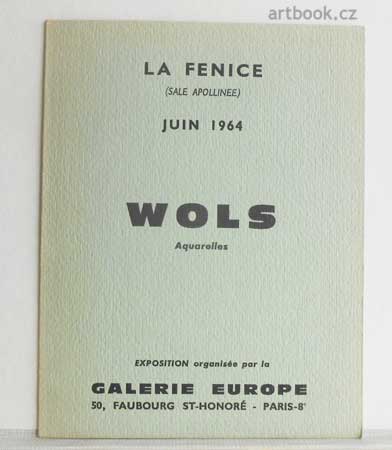 artbook.cz
LA FENICE
(SALE APOLLINEE)
JUIN 1964
WOLS
Aquarelles
EXPOSITION organisée par la
GALERIE EUROPE
50, FAUBOURG ST-HONORÉ - PARIS-8ᵉ